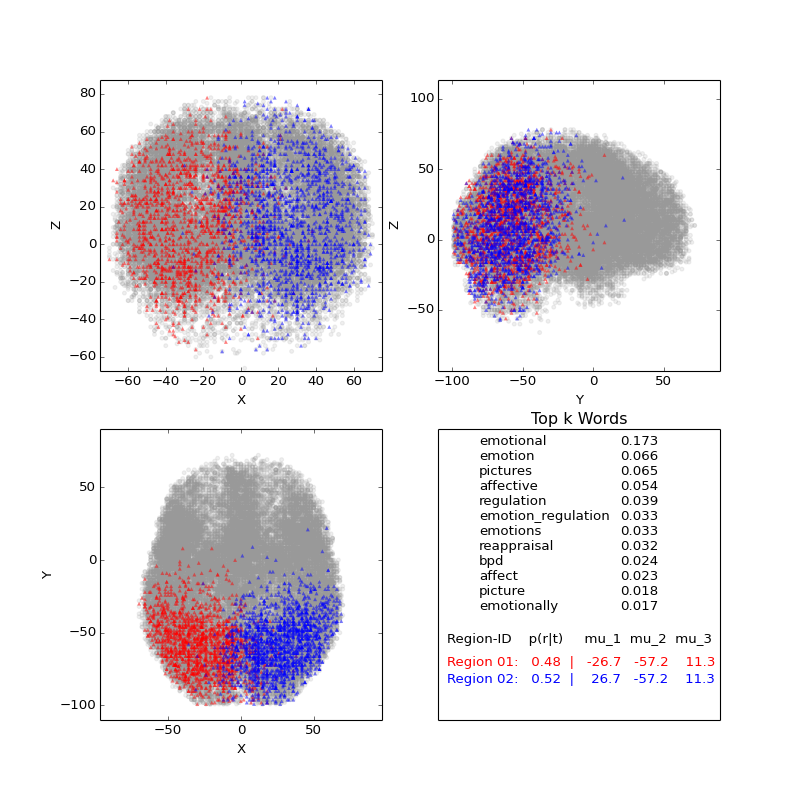 80
60
40
20
0
−20
−40
−60
Z
−60 −40 −20 0 20 40 60
X
100
50
0
−50
Z
−100 −50 0 50
Y
50
0
−50
−100
Y
−50 0 50
X
Top k Words
emotional 0.173
emotion 0.066
pictures 0.065
affective 0.054
regulation 0.039
emotion_regulation 0.033
emotions 0.033
reappraisal 0.032
bpd 0.024
affect 0.023
picture 0.018
emotionally 0.017
Region-ID p(r|t) mu_1 mu_2 mu_3
Region 01: 0.48 | -26.7 -57.2 11.3
Region 02: 0.52 | 26.7 -57.2 11.3